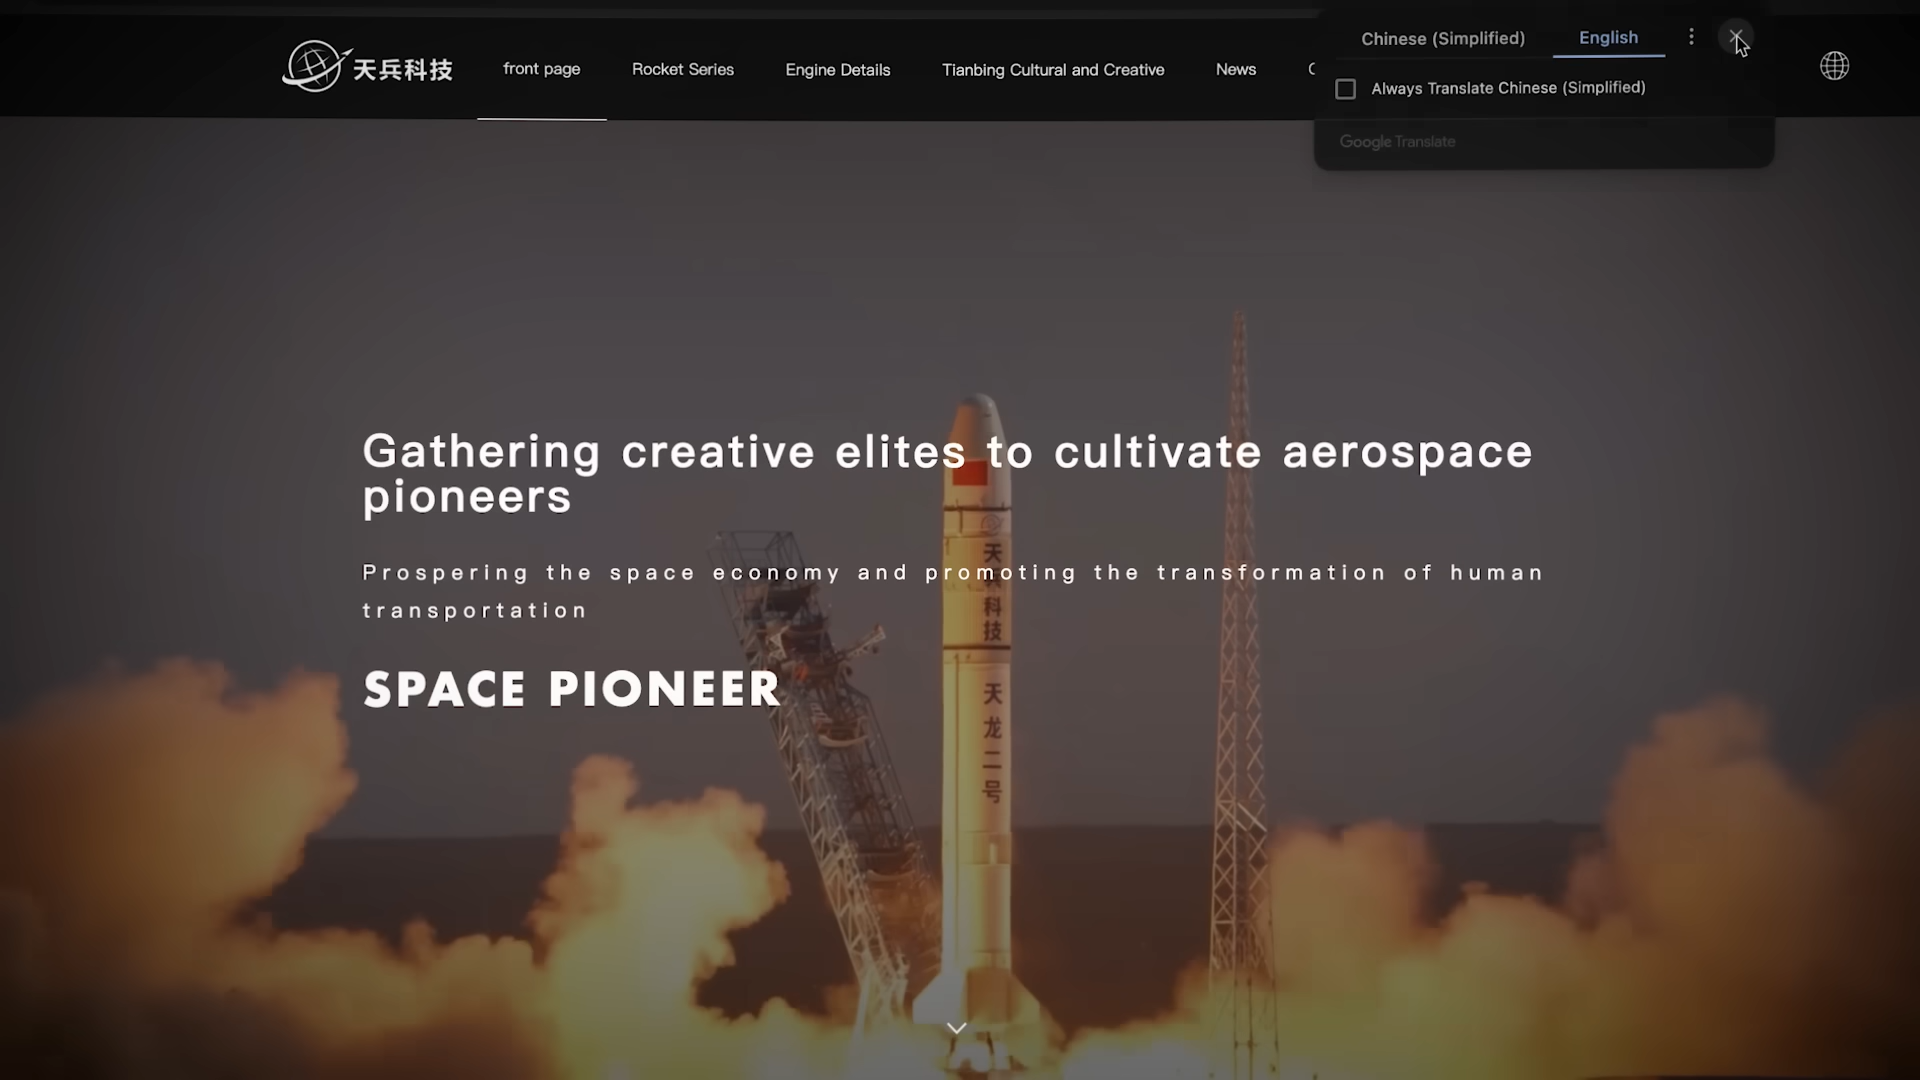 天兵科技
front page
Rocket Series
Engine Details
Tianbing Cultural and Creative
News
Chinese (Simplified)
English
Always Translate Chinese (Simplified)
Google Translate
Gathering creative elites to cultivate aerospace
pioneers
Prospering the space economy and promoting the transformation of human
transportation
SPACE PIONEER
天兵科技
天龙二号